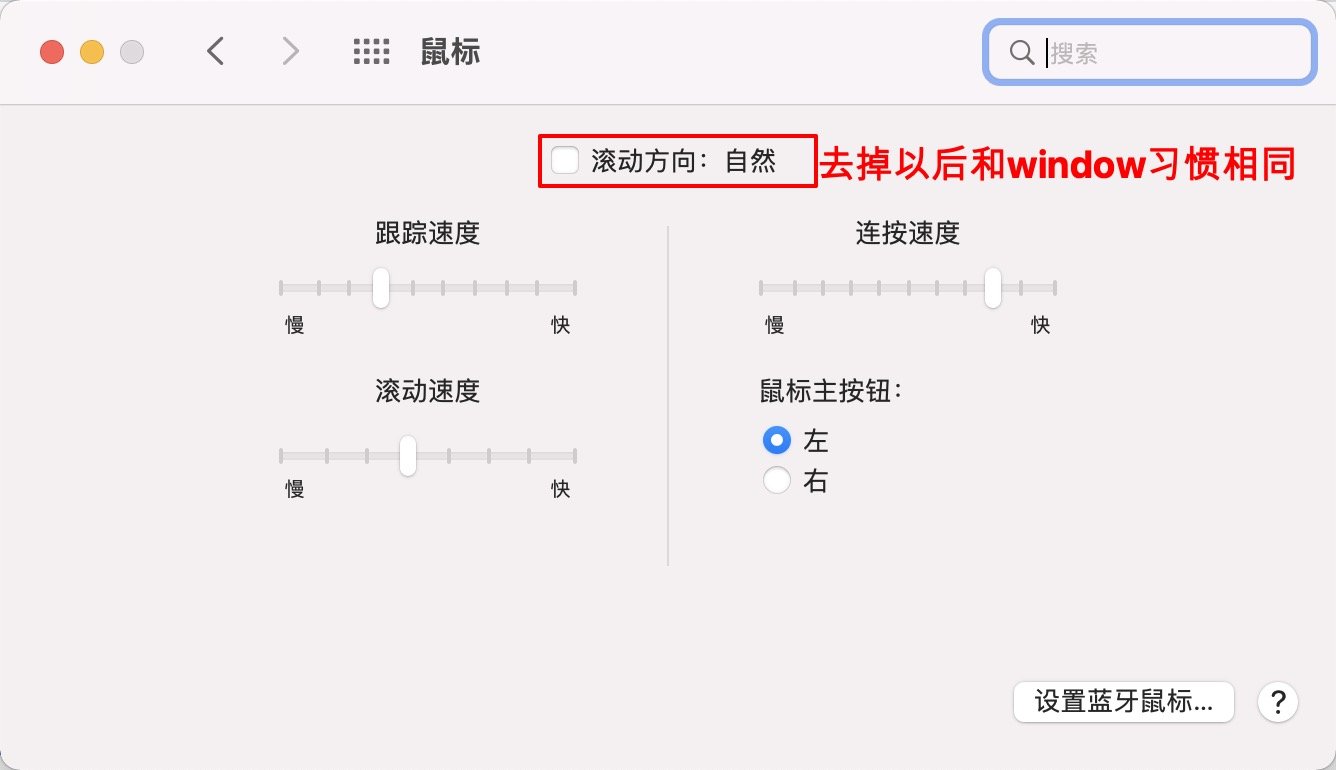 鼠标
搜索
滚动方向：自然
去掉以后和window习惯相同
跟踪速度
慢
快
连按速度
慢
快
滚动速度
慢
快
鼠标主按钮：
左
右
设置蓝牙鼠标...
?